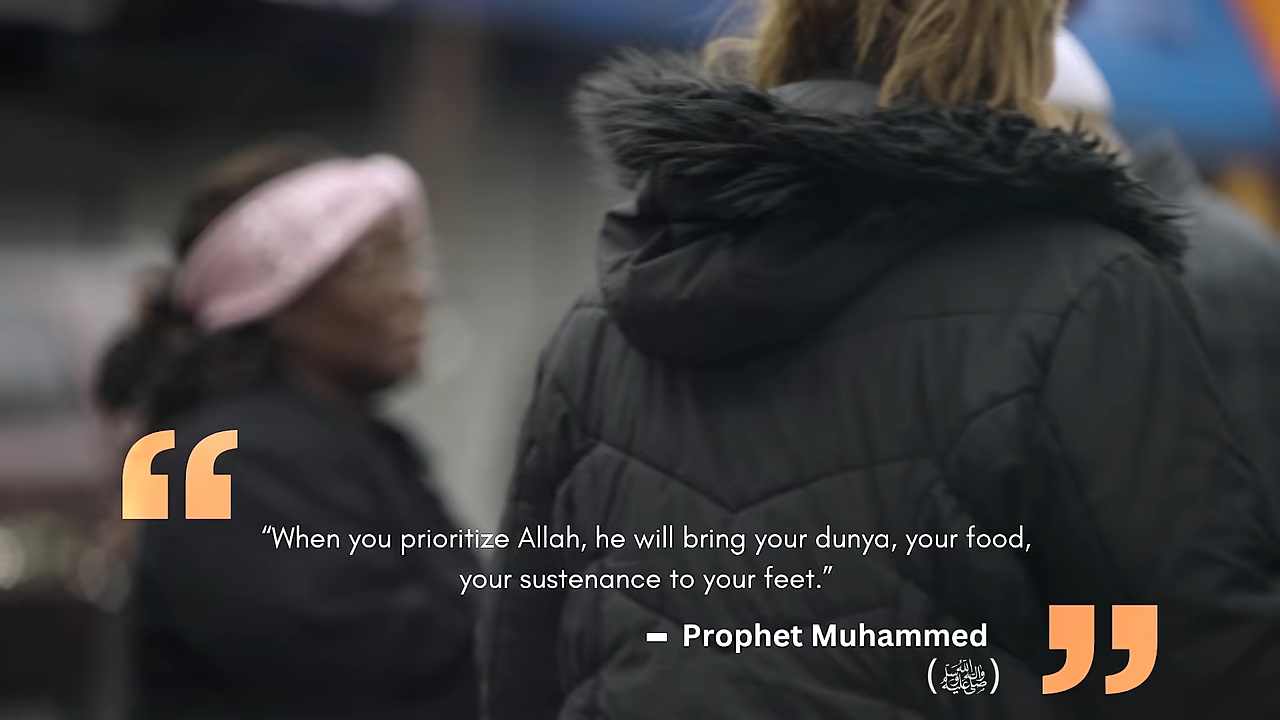 “When you prioritize Allah, he will bring your dunya, your food,
your sustenance to your feet.”
– Prophet Muhammed
(ﷺ)